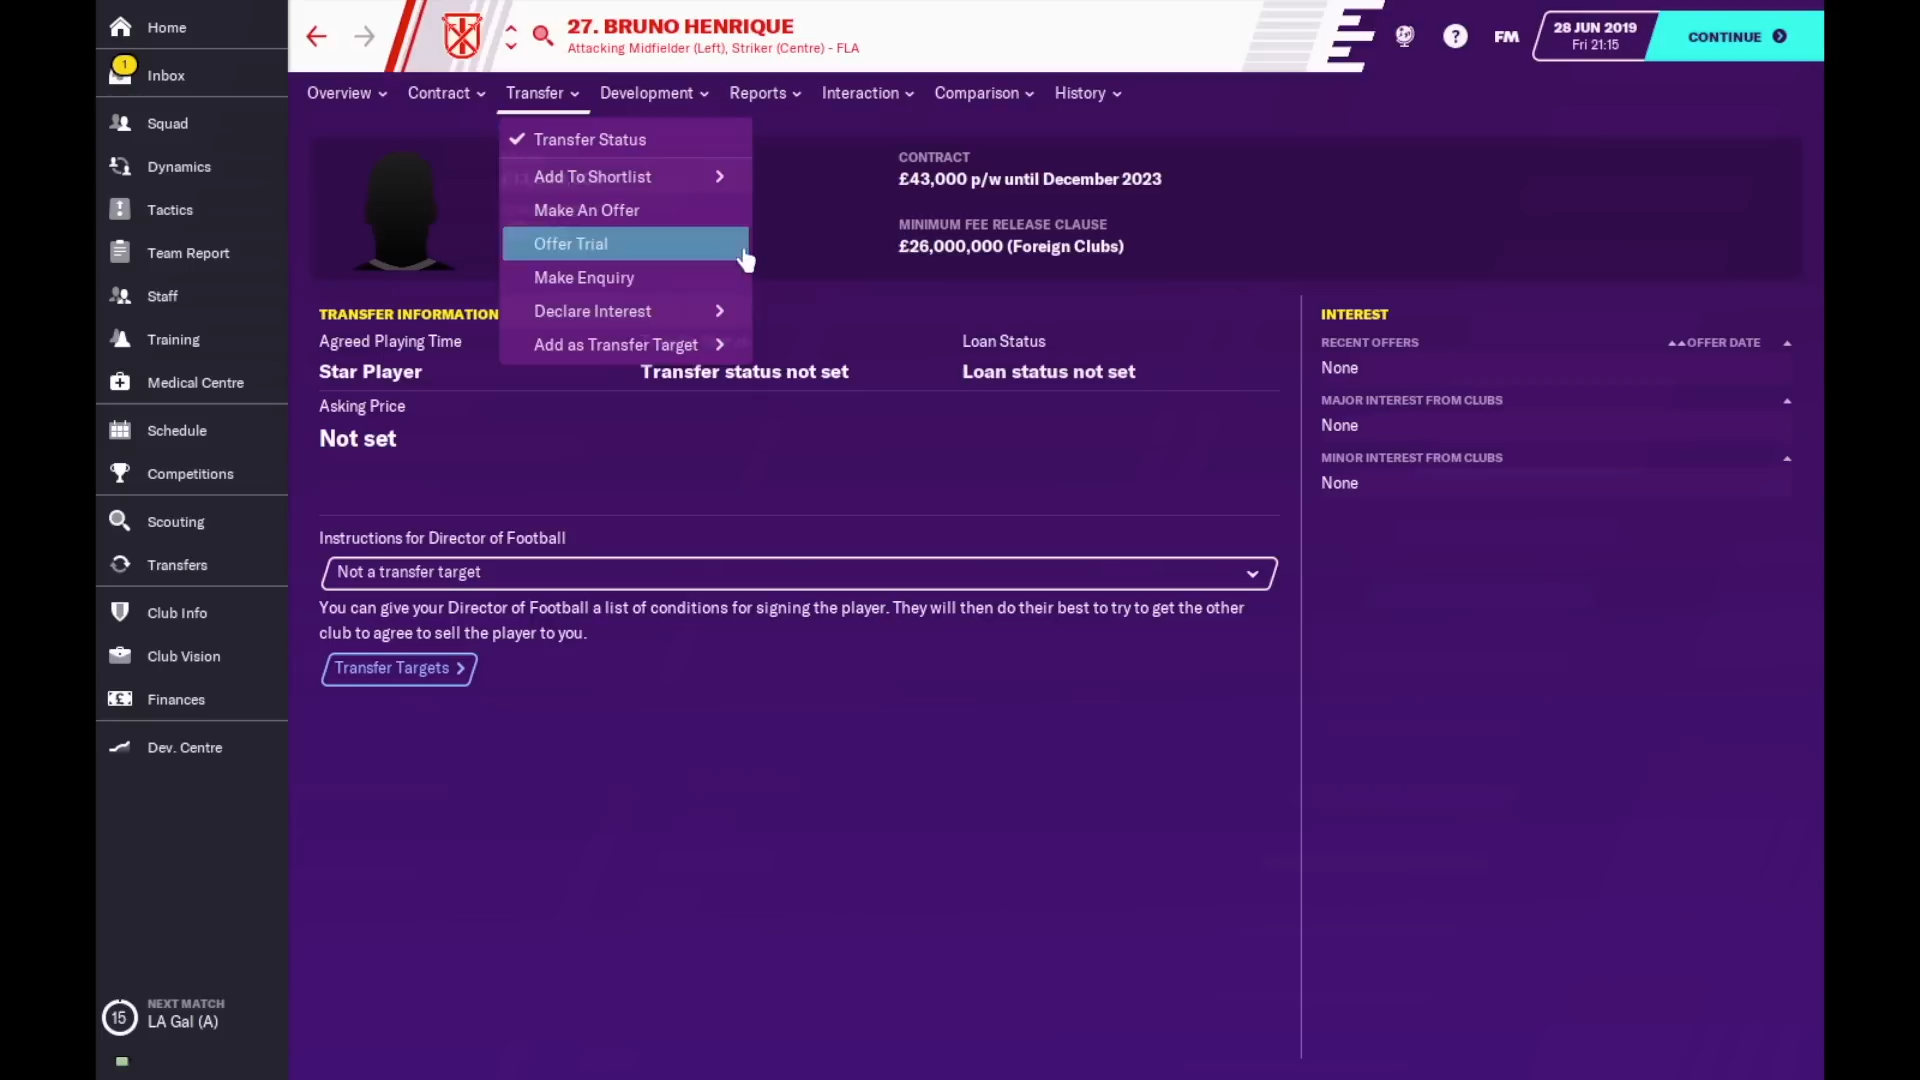 Home
Inbox
1
Squad
Dynamics
Tactics
Team Report
Staff
Training
Medical Centre
Schedule
Competitions
Scouting
Transfers
Club Info
Club Vision
Finances
Dev. Centre
NEXT MATCH
15 LA Gal (A)
27. BRUNO HENRIQUE
Attacking Midfielder (Left), Striker (Centre) - FLA
?
FM
28 JUN 2019
Fri 21:15
CONTINUE
Overview Contract Transfer Development Reports Interaction Comparison History
Transfer Status
Add To Shortlist
Make An Offer
Offer Trial
Make Enquiry
Declare Interest
Add as Transfer Target
CONTRACT
£43,000 p/w until December 2023
MINIMUM FEE RELEASE CLAUSE
£26,000,000 (Foreign Clubs)
TRANSFER INFORMATION
Agreed Playing Time
Star Player
Transfer status not set
Loan Status
Loan status not set
Asking Price
Not set
Instructions for Director of Football
Not a transfer target
You can give your Director of Football a list of conditions for signing the player. They will then do their best to try to get the other
club to agree to sell the player to you.
Transfer Targets
INTEREST
RECENT OFFERS OFFER DATE
None
MAJOR INTEREST FROM CLUBS
None
MINOR INTEREST FROM CLUBS
None